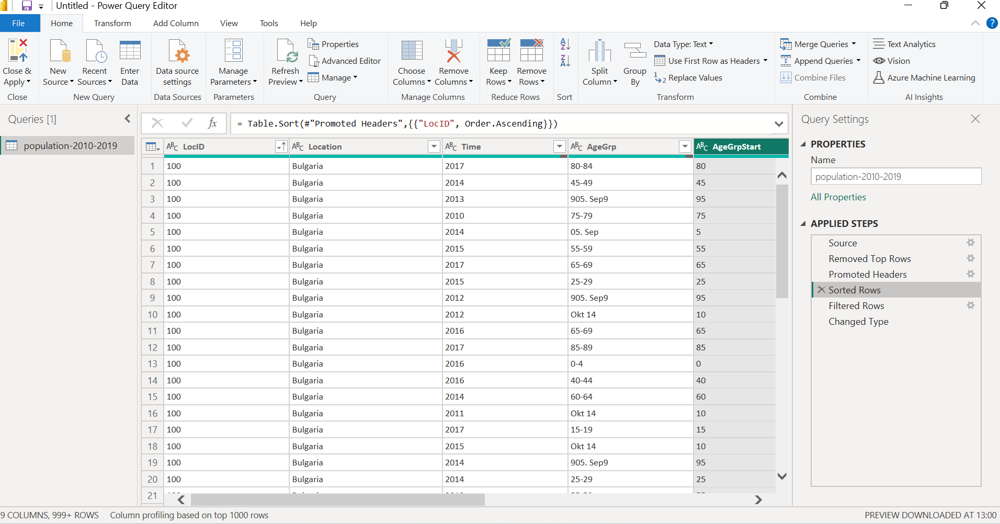 Untitled - Power Query Editor
File Home Transform Add Column View Tools Help
Close & Apply
Close
New Source
Recent Sources
Enter Data
New Query
Data source settings
Data Sources
Manage Parameters
Parameters
Refresh Preview
Properties
Advanced Editor
Manage
Query
Choose Columns
Remove Columns
Manage Columns
Keep Rows
Remove Rows
Reduce Rows
Sort
Split Column
Group By
Data Type: Text
Use First Row as Headers
Replace Values
Transform
Merge Queries
Append Queries
Combine Files
Combine
Text Analytics
Vision
Azure Machine Learning
AI Insights
Queries [1]
population-2010-2019
fx = Table.Sort(#"Promoted Headers",{{"LocID", Order.Ascending}})
ABC LocID ABC Location ABC Time ABC AgeGrp ABC AgeGrpStart
1 100 Bulgaria 2017 80-84 80
2 100 Bulgaria 2014 45-49 45
3 100 Bulgaria 2013 905. Sep9 95
4 100 Bulgaria 2010 75-79 75
5 100 Bulgaria 2014 05. Sep 5
6 100 Bulgaria 2015 55-59 55
7 100 Bulgaria 2017 65-69 65
8 100 Bulgaria 2015 25-29 25
9 100 Bulgaria 2012 905. Sep9 95
10 100 Bulgaria 2012 Okt 14 10
11 100 Bulgaria 2016 65-69 65
12 100 Bulgaria 2017 85-89 85
13 100 Bulgaria 2016 0-4 0
14 100 Bulgaria 2016 40-44 40
15 100 Bulgaria 2014 60-64 60
16 100 Bulgaria 2011 Okt 14 10
17 100 Bulgaria 2017 15-19 15
18 100 Bulgaria 2015 Okt 14 10
19 100 Bulgaria 2014 905. Sep9 95
20 100 Bulgaria 2014 25-29 25
21
Query Settings
PROPERTIES
Name
population-2010-2019
All Properties
APPLIED STEPS
Source
Removed Top Rows
Promoted Headers
Sorted Rows
Filtered Rows
Changed Type
9 COLUMNS, 999+ ROWS Column profiling based on top 1000 rows
PREVIEW DOWNLOADED AT 13:00